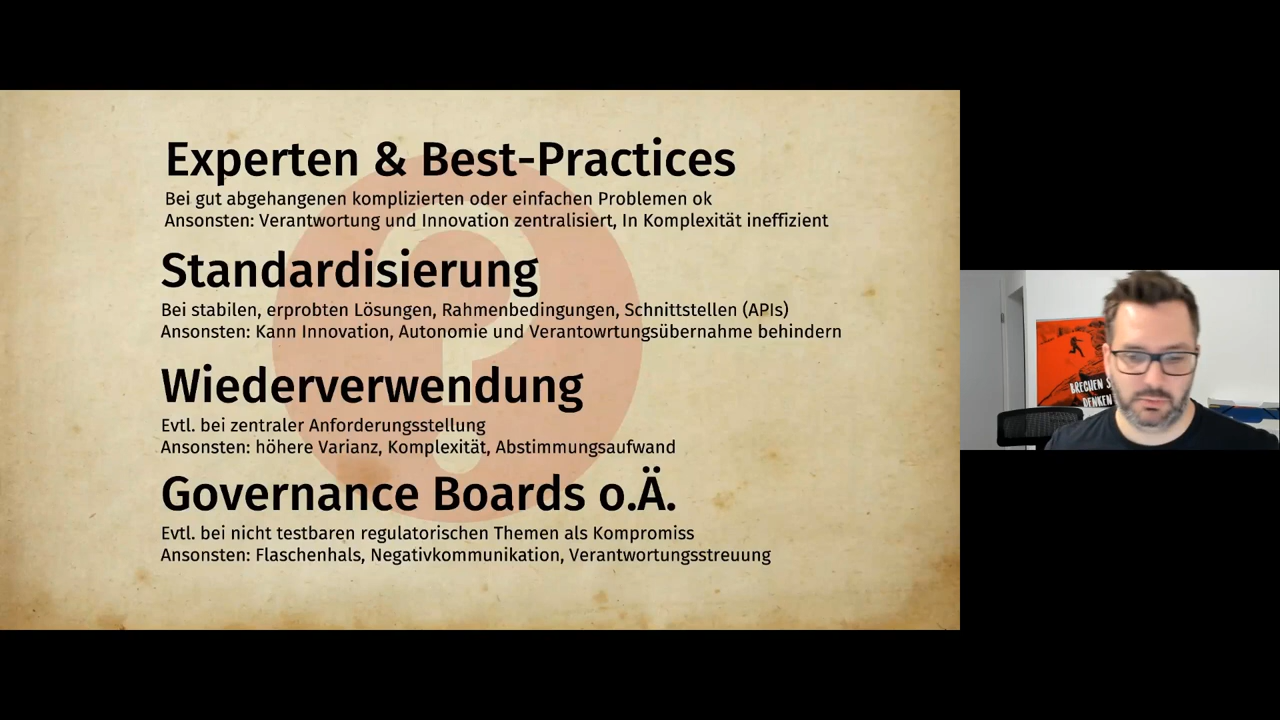 Experten & Best-Practices
Bei gut abgehangenen komplizierten oder einfachen Problemen ok
Ansonsten: Verantwortung und Innovation zentralisiert, In Komplexität ineffizient
Standardisierung
Bei stabilen, erprobten Lösungen, Rahmenbedingungen, Schnittstellen (APIs)
Ansonsten: Kann Innovation, Autonomie und Verantowrtungsübernahme behindern
Wiederverwendung
Evtl. bei zentraler Anforderungsstellung
Ansonsten: höhere Varianz, Komplexität, Abstimmungsaufwand
Governance Boards o.Ä.
Evtl. bei nicht testbaren regulatorischen Themen als Kompromiss
Ansonsten: Flaschenhals, Negativkommunikation, Verantwortungsstreuung
BRECHEN
DENKEN